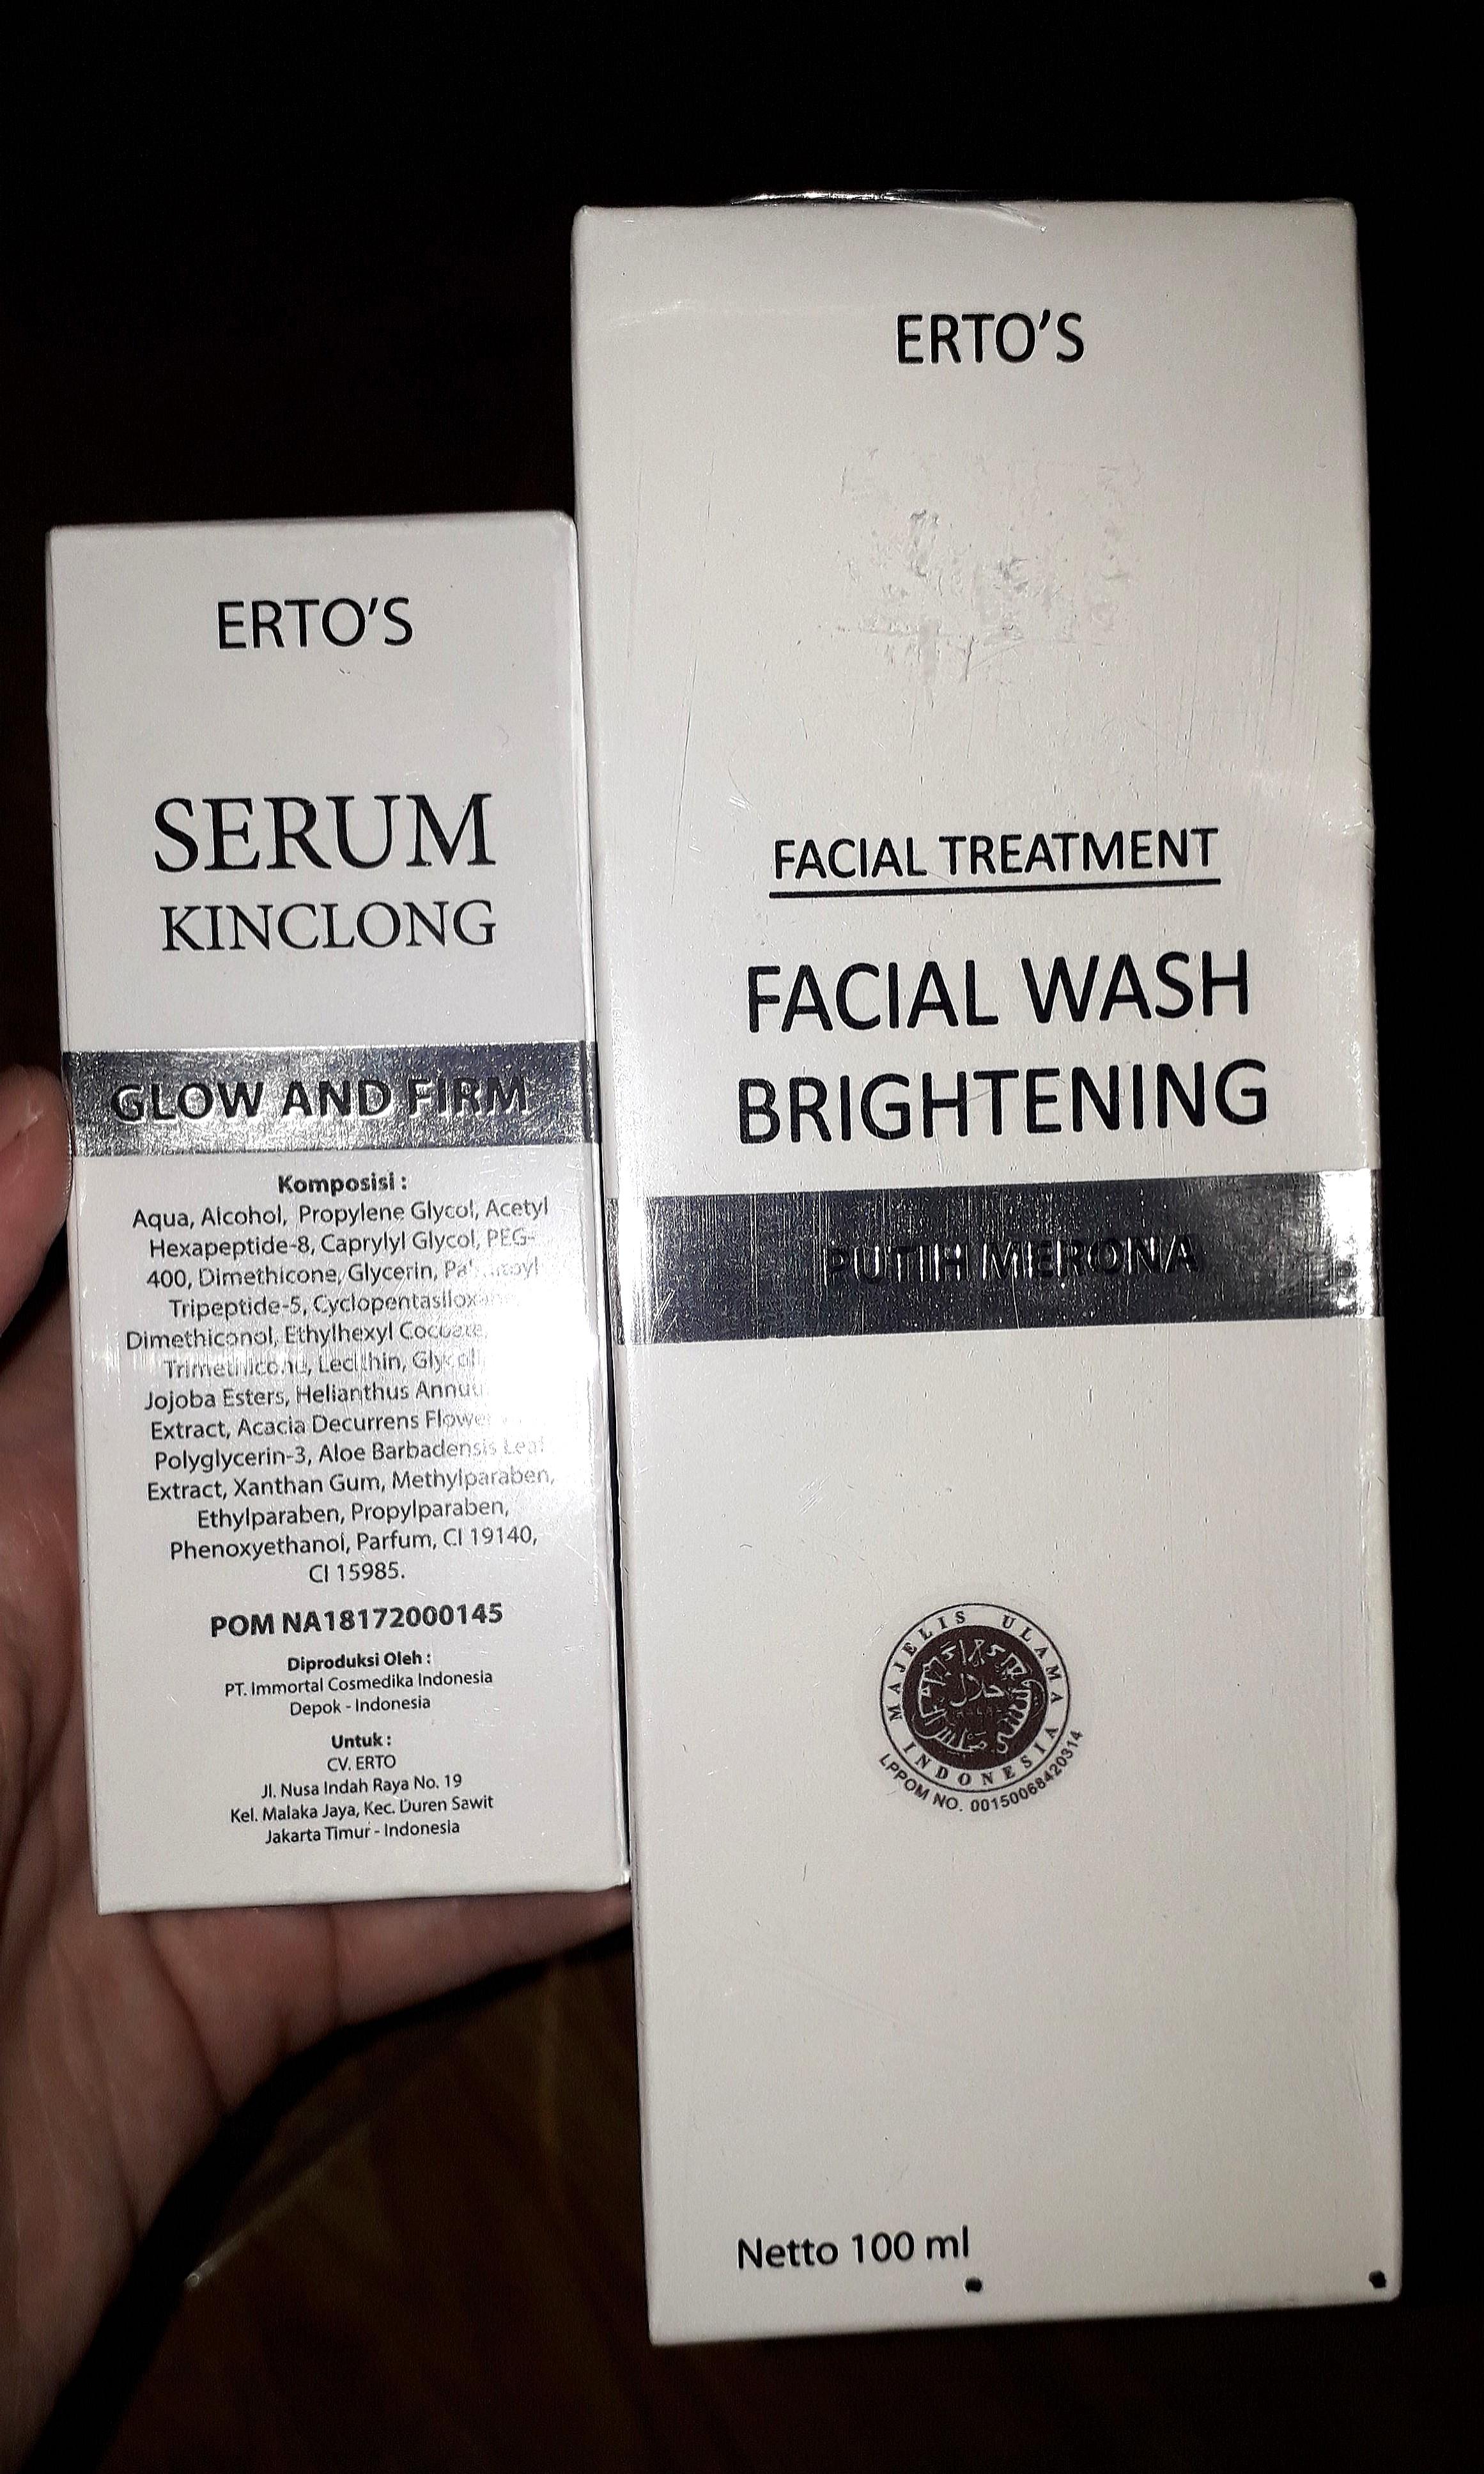 ERTO'S
SERUM
KINCLONG
GLOW AND FIRM
Komposisi :
Aqua, Alcohol, Propylene Glycol, Acetyl
Hexapeptide-8, Caprylyl Glycol, PEG-
400, Dimethicone, Glycerin,
Tripeptide-5,
Dimethiconol, Ethylhexyl
Lecithin,
Jojoba Esters, Helianthus
Extract, Acacia Decurrens
Polyglycerin-3, Aloe Barbadensis Leaf
Extract, Xanthan Gum, Methylparaben,
Ethylparaben, Propylparaben,
Phenoxyethanol, Parfum, CI 19140,
CI 15985.
POM NA18172000145
Diproduksi Oleh :
PT. Immortal Cosmedika Indonesia
Depok - Indonesia
Untuk :
CV. ERTO
Jl. Nusa Indah Raya No. 19
Kel. Malaka Jaya, Kec. Duren Sawit
Jakarta Timur - Indonesia
ERTO'S
FACIAL TREATMENT
FACIAL WASH
BRIGHTENING
PUTIH MERONA
MAJELIS ULAMA INDONESIA
حلال
LPPOM NO. 00150068420314
Netto 100 ml